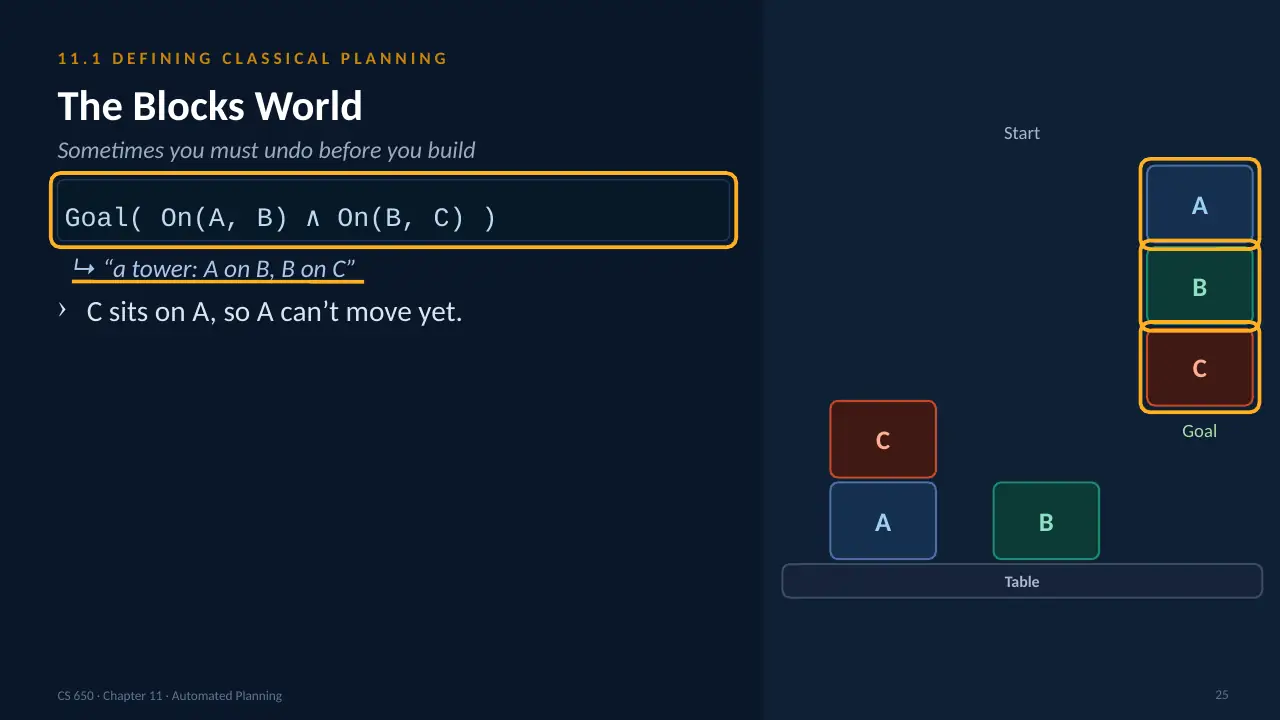 11.1 DEFINING CLASSICAL PLANNING
The Blocks World
Sometimes you must undo before you build
Goal( On(A, B) ∧ On(B, C) )
↪ “a tower: A on B, B on C”
› C sits on A, so A can’t move yet.
Start
A
B
C
Goal
C
A
B
Table
CS 650 · Chapter 11 · Automated Planning
25